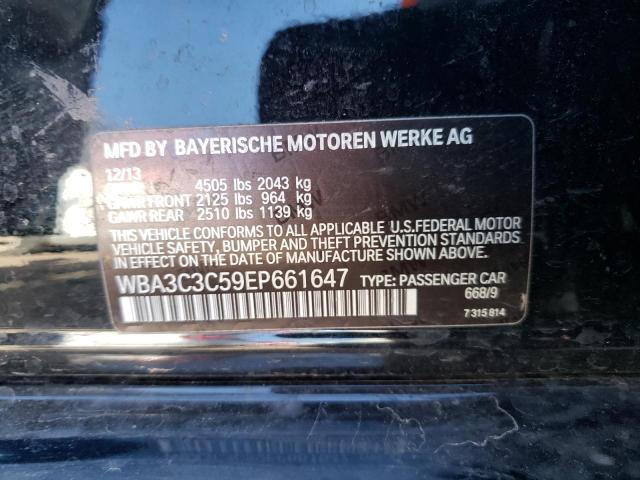 MFD BY BAYERISCHE MOTOREN WERKE AG
12/13
4505 lbs 2043 kg
GAWR FRONT 2125 lbs 964 kg
GAWR REAR 2510 lbs 1139 kg
THIS VEHICLE CONFORMS TO ALL APPLICABLE U.S.FEDERAL MOTOR
VEHICLE SAFETY, BUMPER AND THEFT PREVENTION STANDARDS
IN EFFECT ON THE DATE OF MANUFACTURE SHOWN ABOVE.
WBA3C3C59EP661647 TYPE: PASSENGER CAR
668/9
7 315 814